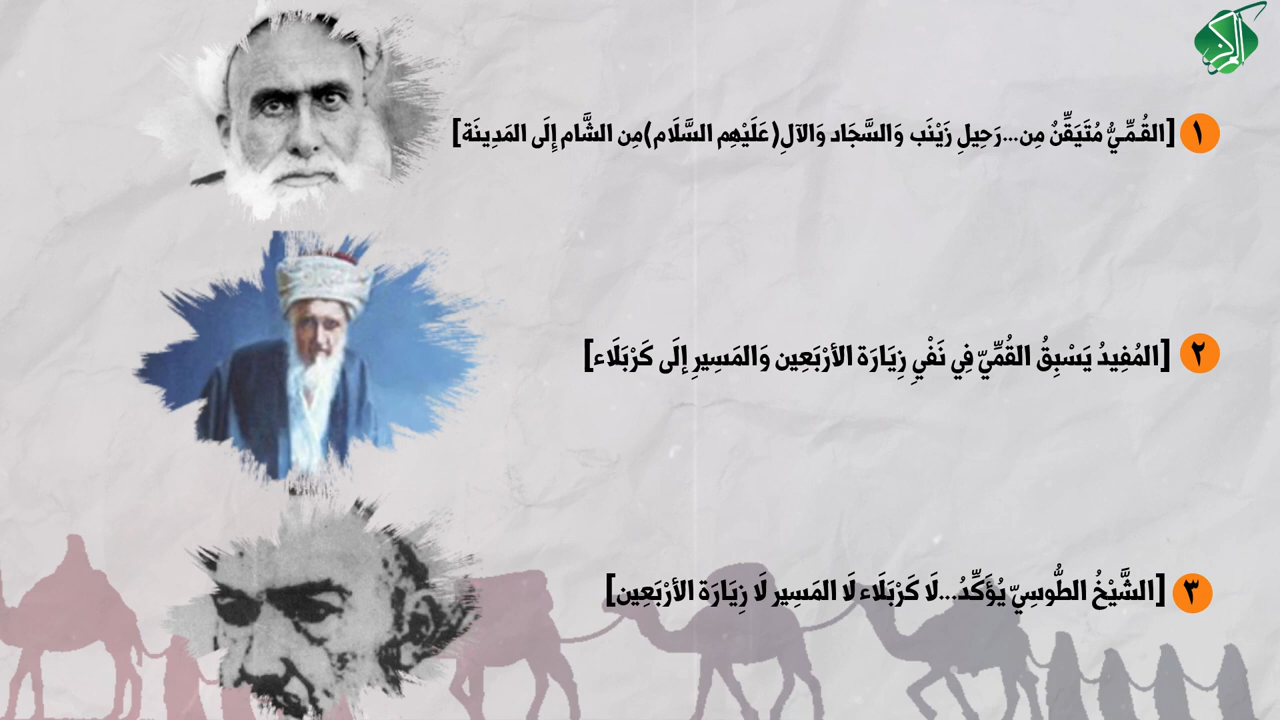 ١ [القُمِّيُّ مُتَيَقِّنٌ مِن...رَحِيلِ زَيْنَب وَالسَّجَاد وَالآلِ(عَلَيْهِم السَّلَام)مِن الشَّام إِلَى المَدِينَة]
٢ [المُفِيدُ يَسْبِقُ القُمِّيّ فِي نَفْيِ زِيَارَة الأَرْبَعِين وَالمَسِيرِ إِلَى كَرْبَلَاء]
٣ [الشَّيْخُ الطُّوسِيّ يُؤَكِّدُ...لَا كَرْبَلَاء لَا المَسِير لَا زِيَارَة الأَرْبَعِين]